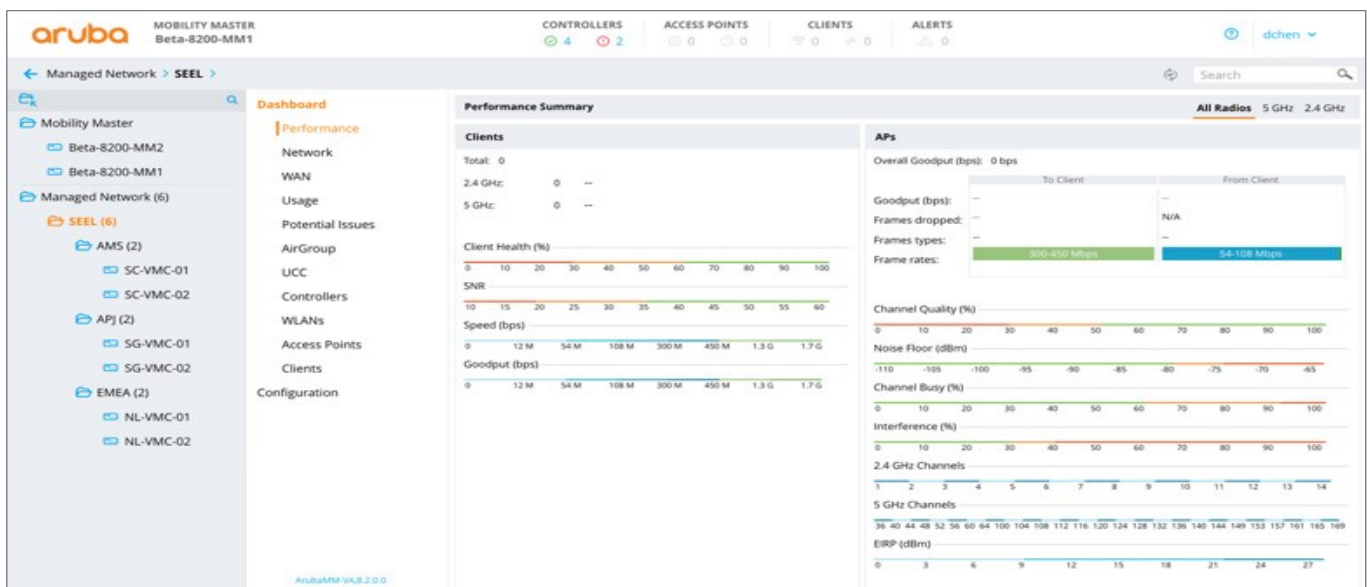 aruba
MOBILITY MASTER
Beta-8200-MM1
CONTROLLERS ACCESS POINTS CLIENTS ALERTS
4 2 0 0 0 0 0
dchen
Managed Network > SEEL >
Search
Mobility Master
Beta-8200-MM2
Beta-8200-MM1
Managed Network (6)
SEEL (6)
AMS (2)
SC-VMC-01
SC-VMC-02
APJ (2)
SG-VMC-01
SG-VMC-02
EMEA (2)
NL-VMC-01
NL-VMC-02
Dashboard
Performance
Network
WAN
Usage
Potential Issues
AirGroup
UCC
Controllers
WLANs
Access Points
Clients
Configuration
ArubaMM-VA,8.2.0.0
Performance Summary
All Radios 5 GHz 2.4 GHz
Clients
Total: 0
2.4 GHz: 0 --
5 GHz: 0 --
Client Health (%)
0 10 20 30 40 50 60 70 80 90 100
SNR
10 15 20 25 30 35 40 45 50 55 60
Speed (bps)
0 12 M 54 M 108 M 300 M 450 M 1.3 G 1.7 G
Goodput (bps)
0 12 M 54 M 108 M 300 M 450 M 1.3 G 1.7 G
APs
Overall Goodput (bps): 0 bps
To Client From Client
Goodput (bps): -- --
Frames dropped: -- N/A
Frames types: -- --
Frame rates: 300-450 Mbps 54-108 Mbps
Channel Quality (%)
0 10 20 30 40 50 60 70 80 90 100
Noise Floor (dBm)
-110 -105 -100 -95 -90 -85 -80 -75 -70 -65
Channel Busy (%)
0 10 20 30 40 50 60 70 80 90 100
Interference (%)
0 10 20 30 40 50 60 70 80 90 100
2.4 GHz Channels
1 2 3 4 5 6 7 8 9 10 11 12 13 14
5 GHz Channels
36 40 44 48 52 56 60 64 100 104 108 112 116 120 124 128 132 136 140 144 149 153 157 161 165 169
EIRP (dBm)
0 3 6 9 12 15 18 21 24 27